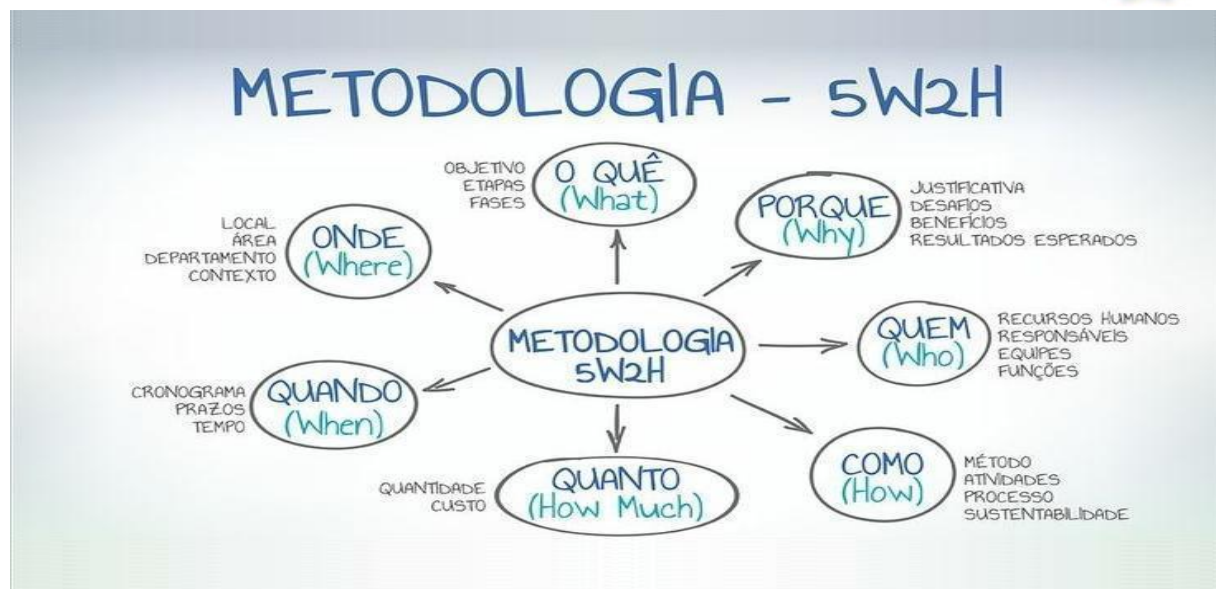 METODOLOGIA - 5W2H
OBJETIVO
ETAPAS
FASES
O QUÊ
(What)
PORQUE
(Why)
JUSTIFICATIVA
DESAFIOS
BENEFÍCIOS
RESULTADOS ESPERADOS
LOCAL
ÁREA
DEPARTAMENTO
CONTEXTO
ONDE
(Where)
METODOLOGIA
5W2H
QUEM
(Who)
RECURSOS HUMANOS
RESPONSÁVEIS
EQUIPES
FUNÇÕES
CRONOGRAMA
PRAZOS
TEMPO
QUANDO
(When)
QUANTIDADE
CUSTO
QUANTO
(How Much)
COMO
(How)
MÉTODO
ATIVIDADES
PROCESSO
SUSTENTABILIDADE